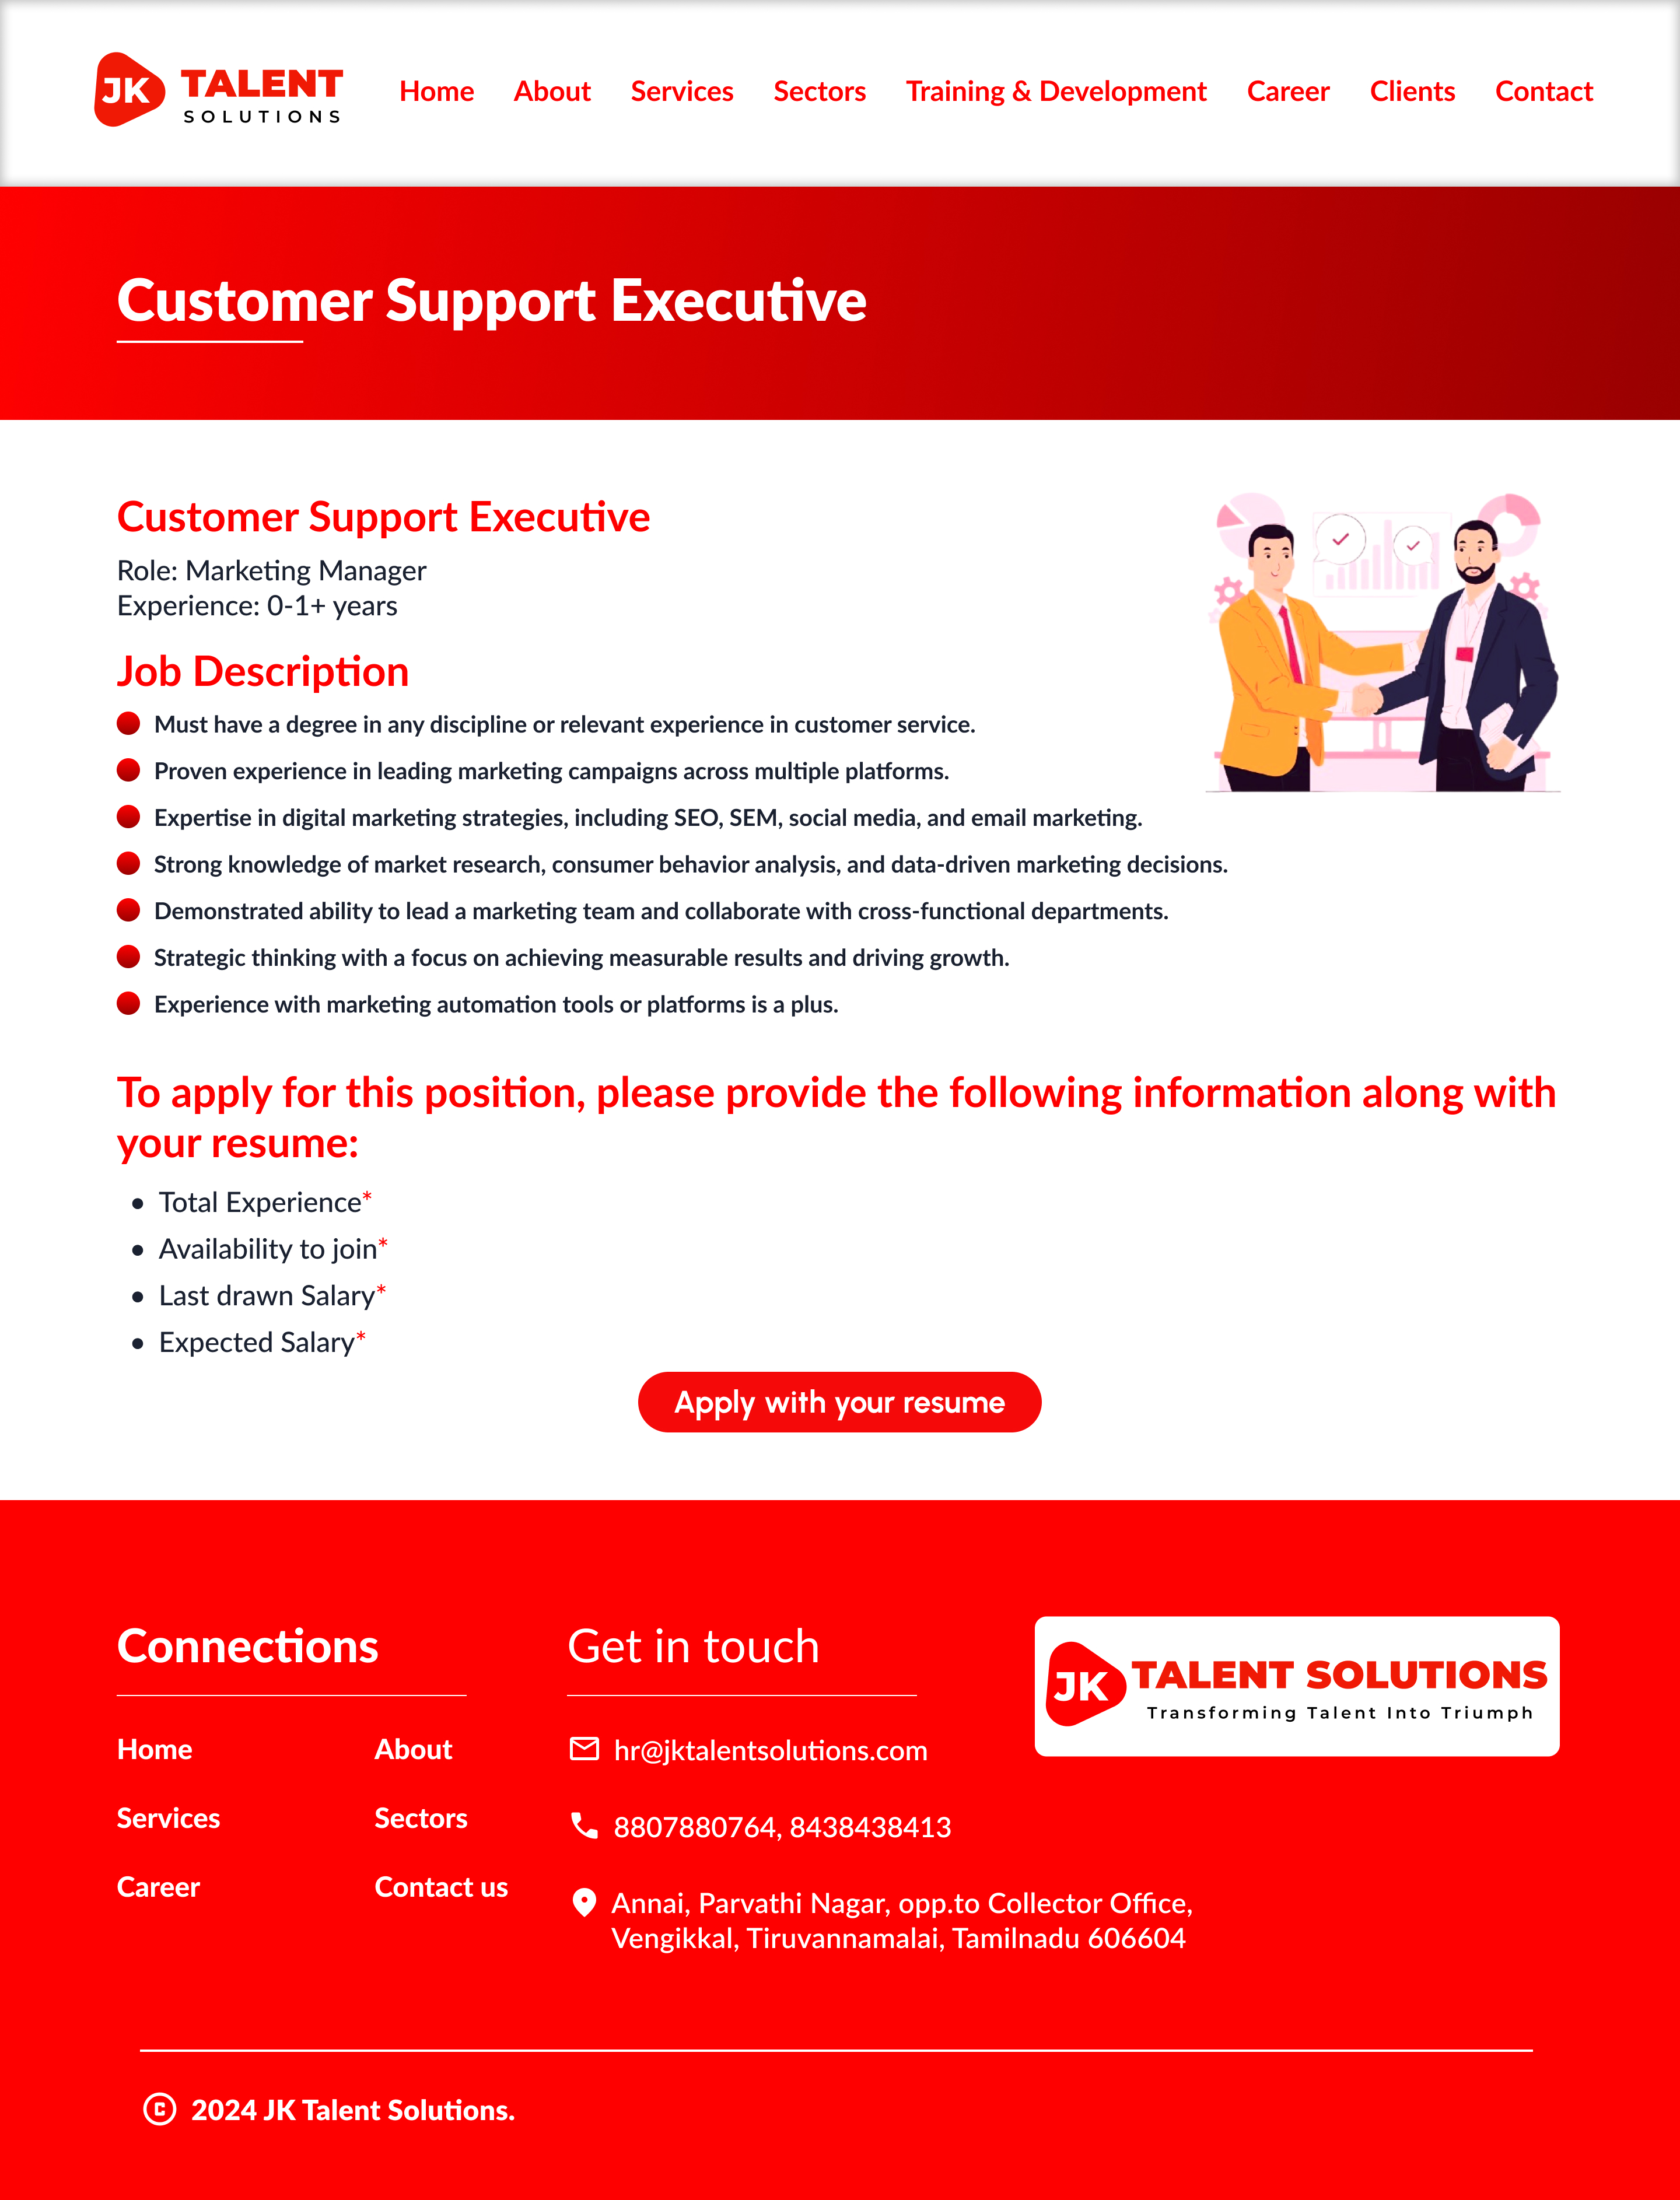 JK TALENT
SOLUTIONS
Home About Services Sectors Training & Development Career Clients Contact
Customer Support Executive
Customer Support Executive
Role: Marketing Manager
Experience: 0-1+ years
Job Description
Must have a degree in any discipline or relevant experience in customer service.
Proven experience in leading marketing campaigns across multiple platforms.
Expertise in digital marketing strategies, including SEO, SEM, social media, and email marketing.
Strong knowledge of market research, consumer behavior analysis, and data-driven marketing decisions.
Demonstrated ability to lead a marketing team and collaborate with cross-functional departments.
Strategic thinking with a focus on achieving measurable results and driving growth.
Experience with marketing automation tools or platforms is a plus.
To apply for this position, please provide the following information along with
your resume:
• Total Experience*
• Availability to join*
• Last drawn Salary*
• Expected Salary*
Apply with your resume
Connections
Home About
Services Sectors
Career Contact us
Get in touch
hr@jktalentsolutions.com
8807880764, 8438438413
Annai, Parvathi Nagar, opp.to Collector Office,
Vengikkal, Tiruvannamalai, Tamilnadu 606604
JK TALENT SOLUTIONS
Transforming Talent Into Triumph
© 2024 JK Talent Solutions.